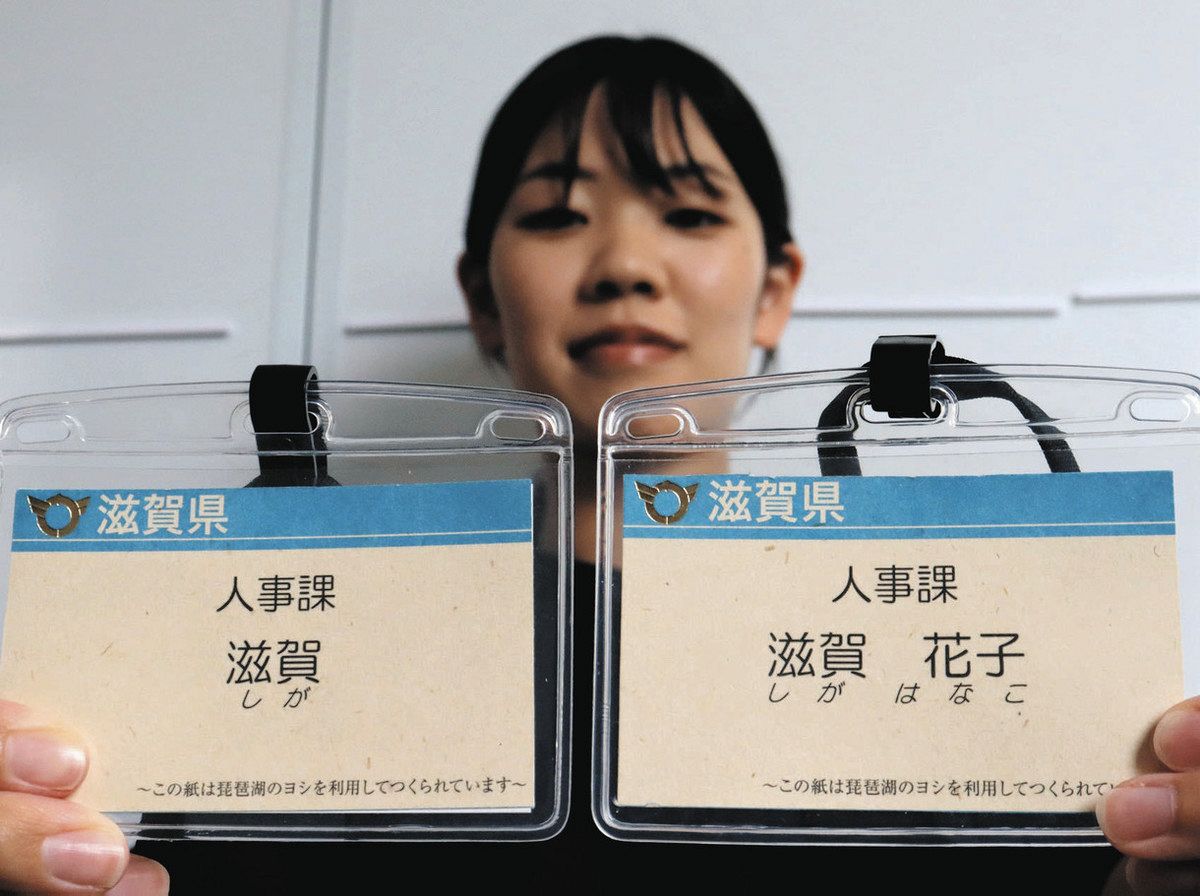 滋賀県
人事課
滋賀
しが
～この紙は琵琶湖のヨシを利用してつくられています～
滋賀県
人事課
滋賀 花子
しが はなこ
～この紙は琵琶湖のヨシを利用してつくられて